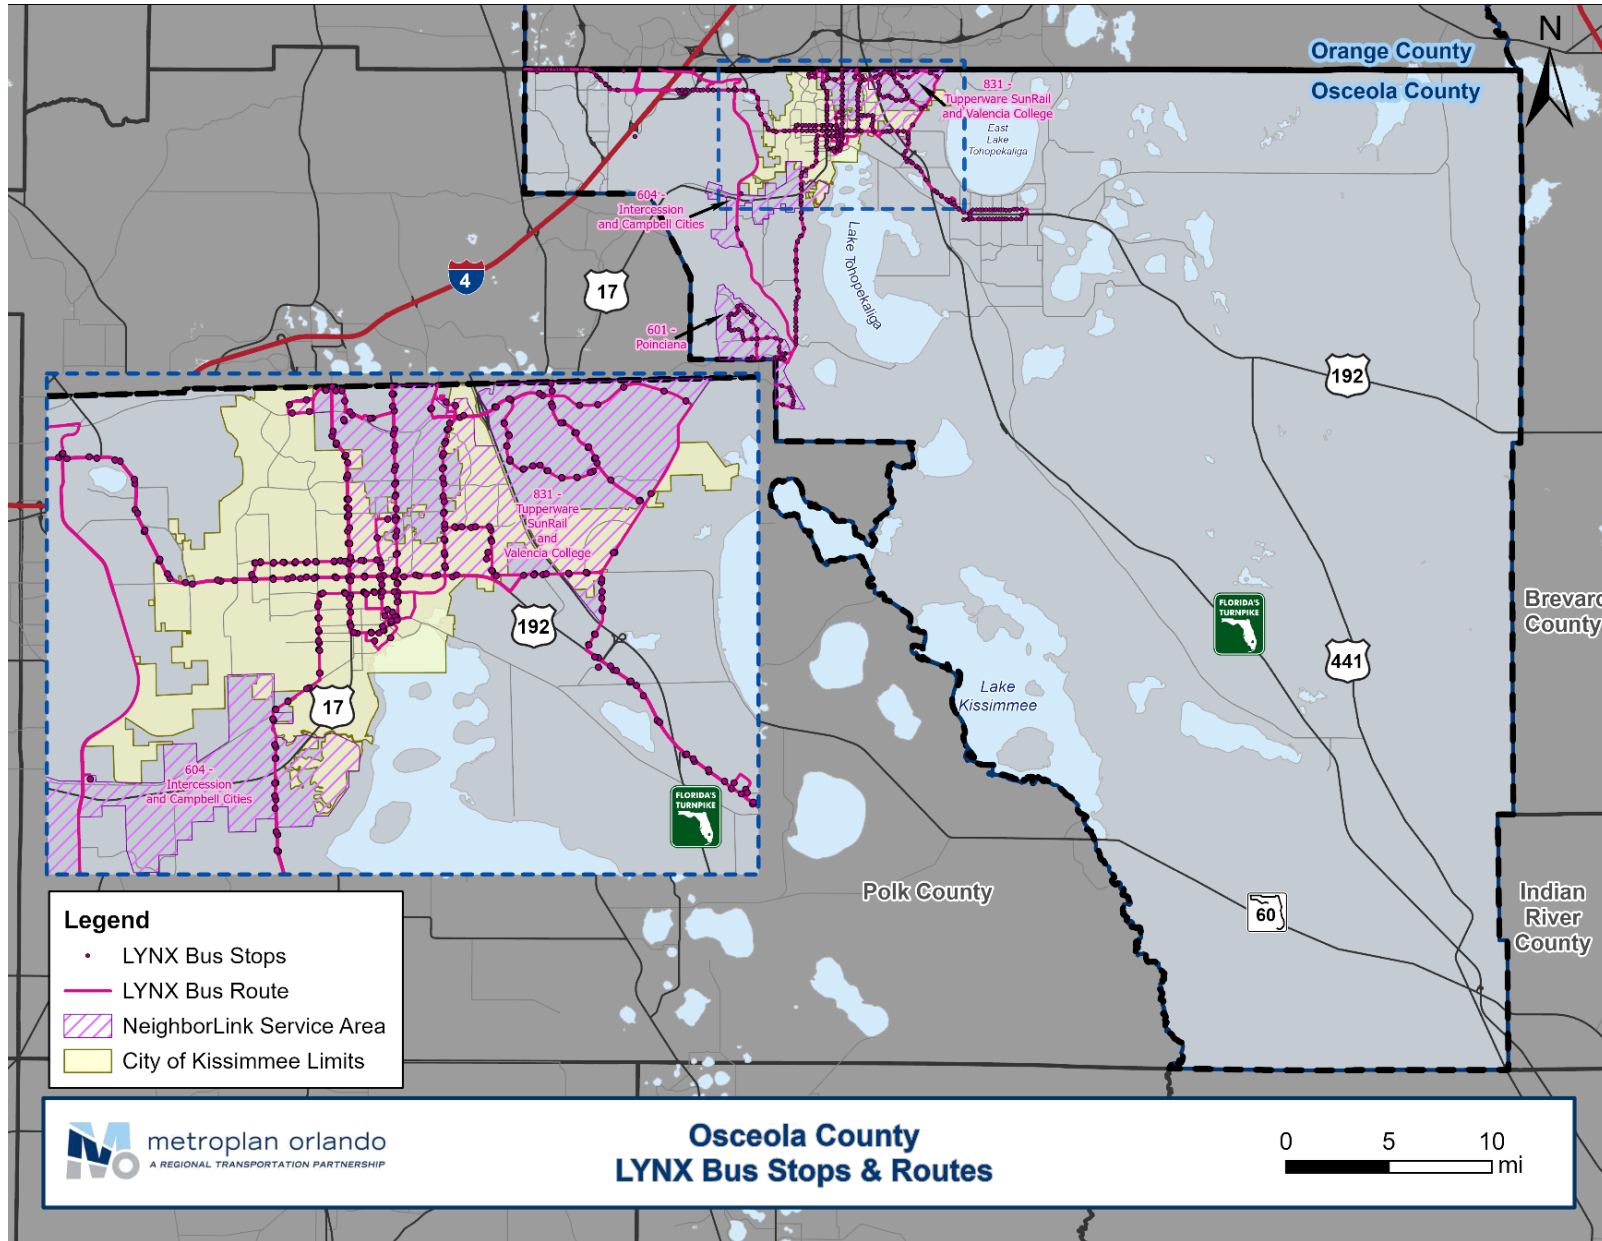 N
Orange County
Osceola County
831 -
Tupperware SunRail
and Valencia College
East
Lake
Tohopekaliga
604 -
Intercession
and Campbell Cities
Lake Tohopekaliga
4
17
601 -
Poinciana
192
831 -
Tupperware
SunRail
and
Valencia College
192
17
604 -
Intercession
and Campbell Cities
FLORIDA'S
TURNPIKE
FLORIDA'S
TURNPIKE
441
Brevard
County
Lake
Kissimmee
Polk County
60
Indian
River
County
Legend
LYNX Bus Stops
LYNX Bus Route
NeighborLink Service Area
City of Kissimmee Limits
metroplan orlando
A REGIONAL TRANSPORTATION PARTNERSHIP
Osceola County
LYNX Bus Stops & Routes
0 5 10
mi